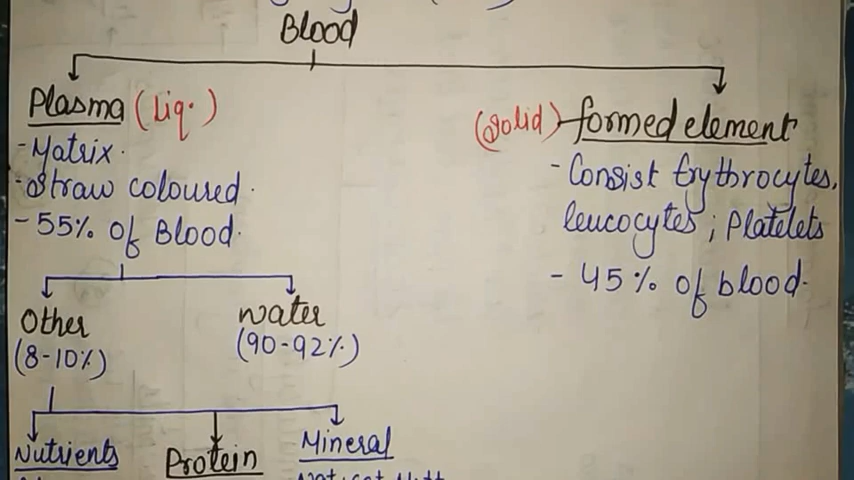 Blood
Plasma (Liq.)
(Solid) formed element
- Matrix.
- Straw coloured.
- 55% of Blood.
- Consist Erythrocytes,
leucocytes; Platelets
- 45% of blood.
Other
(8-10%)
water
(90-92%)
Nutrients
Protein
Mineral